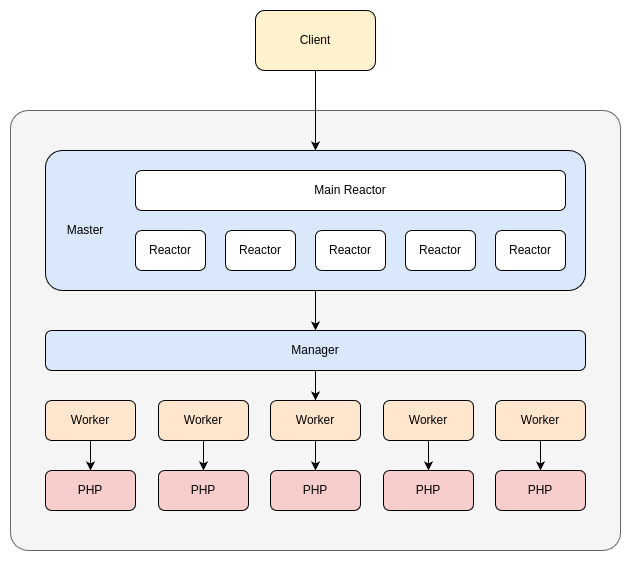 Client
Main Reactor
Master
Reactor
Reactor
Reactor
Reactor
Reactor
Manager
Worker
Worker
Worker
Worker
Worker
PHP
PHP
PHP
PHP
PHP